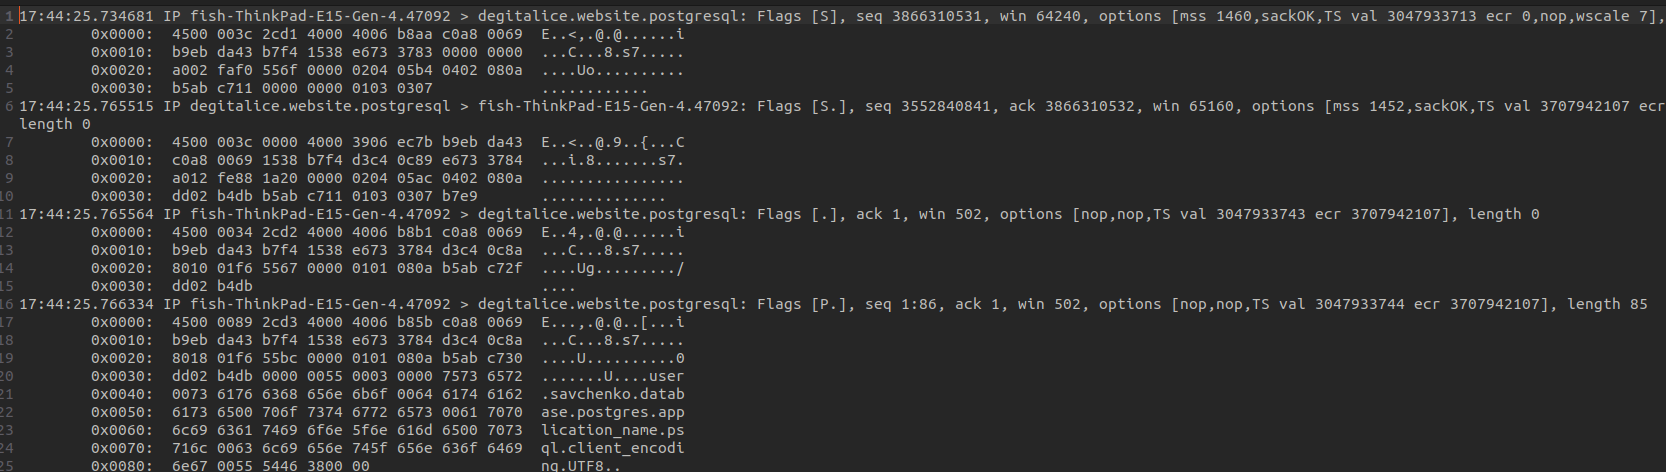 1 17:44:25.734681 IP fish-ThinkPad-E15-Gen-4.47092 > degitalice.website.postgresql: Flags [S], seq 3866310531, win 64240, options [mss 1460,sackOK,TS val 3047933713 ecr 0,nop,wscale 7],
2 0x0000: 4500 003c 2cd1 4000 4006 b8aa c0a8 0069 E..<,.@.@......i
3 0x0010: b9eb da43 b7f4 1538 e673 3783 0000 0000 ...C...8.s7.....
4 0x0020: a002 faf0 556f 0000 0204 05b4 0402 080a ....Uo..........
5 0x0030: b5ab c711 0000 0000 0103 0307 ............
6 17:44:25.765515 IP degitalice.website.postgresql > fish-ThinkPad-E15-Gen-4.47092: Flags [S.], seq 3552840841, ack 3866310532, win 65160, options [mss 1452,sackOK,TS val 3707942107 ecr
length 0
7 0x0000: 4500 003c 0000 4000 3906 ec7b b9eb da43 E..<..@.9..{...C
8 0x0010: c0a8 0069 1538 b7f4 d3c4 0c89 e673 3784 ...i.8.......s7.
9 0x0020: a012 fe88 1a20 0000 0204 05ac 0402 080a ................
10 0x0030: dd02 b4db b5ab c711 0103 0307 b7e9 ..............
11 17:44:25.765564 IP fish-ThinkPad-E15-Gen-4.47092 > degitalice.website.postgresql: Flags [.], ack 1, win 502, options [nop,nop,TS val 3047933743 ecr 3707942107], length 0
12 0x0000: 4500 0034 2cd2 4000 4006 b8b1 c0a8 0069 E..4,.@.@......i
13 0x0010: b9eb da43 b7f4 1538 e673 3784 d3c4 0c8a ...C...8.s7.....
14 0x0020: 8010 01f6 5567 0000 0101 080a b5ab c72f ....Ug........./
15 0x0030: dd02 b4db ....
16 17:44:25.766334 IP fish-ThinkPad-E15-Gen-4.47092 > degitalice.website.postgresql: Flags [P.], seq 1:86, ack 1, win 502, options [nop,nop,TS val 3047933744 ecr 3707942107], length 85
17 0x0000: 4500 0089 2cd3 4000 4006 b85b c0a8 0069 E...,.@.@..[...i
18 0x0010: b9eb da43 b7f4 1538 e673 3784 d3c4 0c8a ...C...8.s7.....
19 0x0020: 8018 01f6 55bc 0000 0101 080a b5ab c730 ....U..........0
20 0x0030: dd02 b4db 0000 0055 0003 0000 7573 6572 .......U....user
21 0x0040: 0073 6176 6368 656e 6b6f 0064 6174 6162 .savchenko.datab
22 0x0050: 6173 6500 706f 7374 6772 6573 0061 7070 ase.postgres.app
23 0x0060: 6c69 6361 7469 6f6e 5f6e 616d 6500 7073 lication_name.ps
24 0x0070: 716c 0063 6c69 656e 745f 656e 636f 6469 ql.client_encodi
25 0x0080: 6e67 0055 5446 3800 00 ng.UTF8..